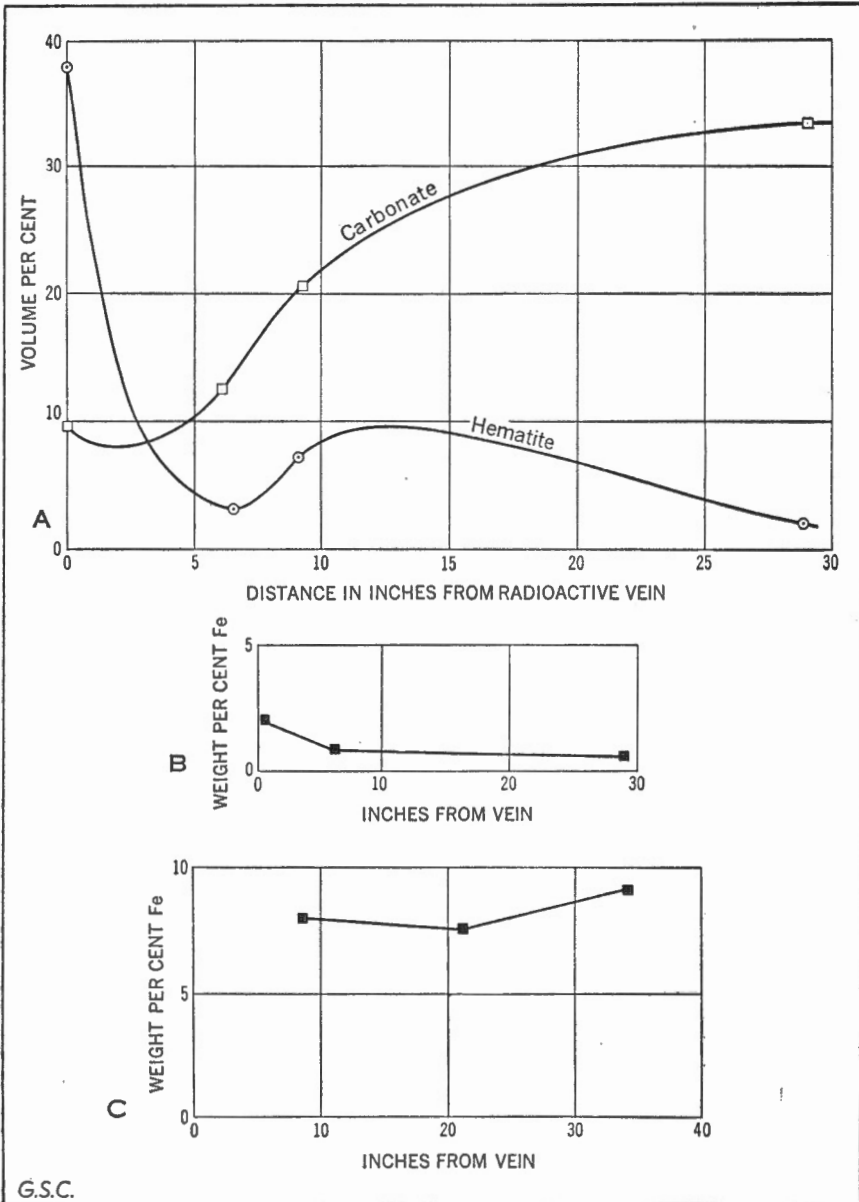 40
30
20
10
0
VOLUME PER CENT
Carbonate
Hematite
A
0 5 10 15 20 25 30
DISTANCE IN INCHES FROM RADIOACTIVE VEIN
WEIGHT PER CENT Fe
5
0
B
0 10 20 30
INCHES FROM VEIN
WEIGHT PER CENT Fe
10
5
0
C
0 10 20 30 40
INCHES FROM VEIN
G.S.C.